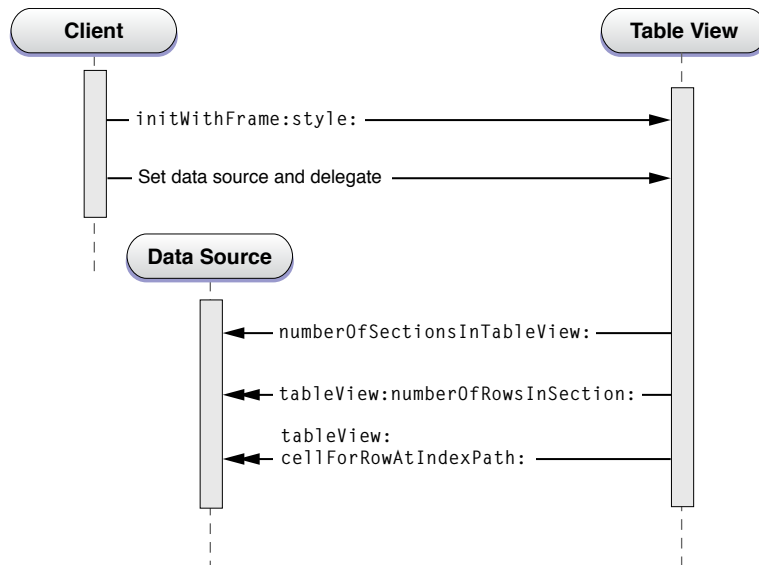 Client
Table View
initWithFrame:style:
Set data source and delegate
Data Source
numberOfSectionsInTableView:
tableView:numberOfRowsInSection:
tableView:
cellForRowAtIndexPath: